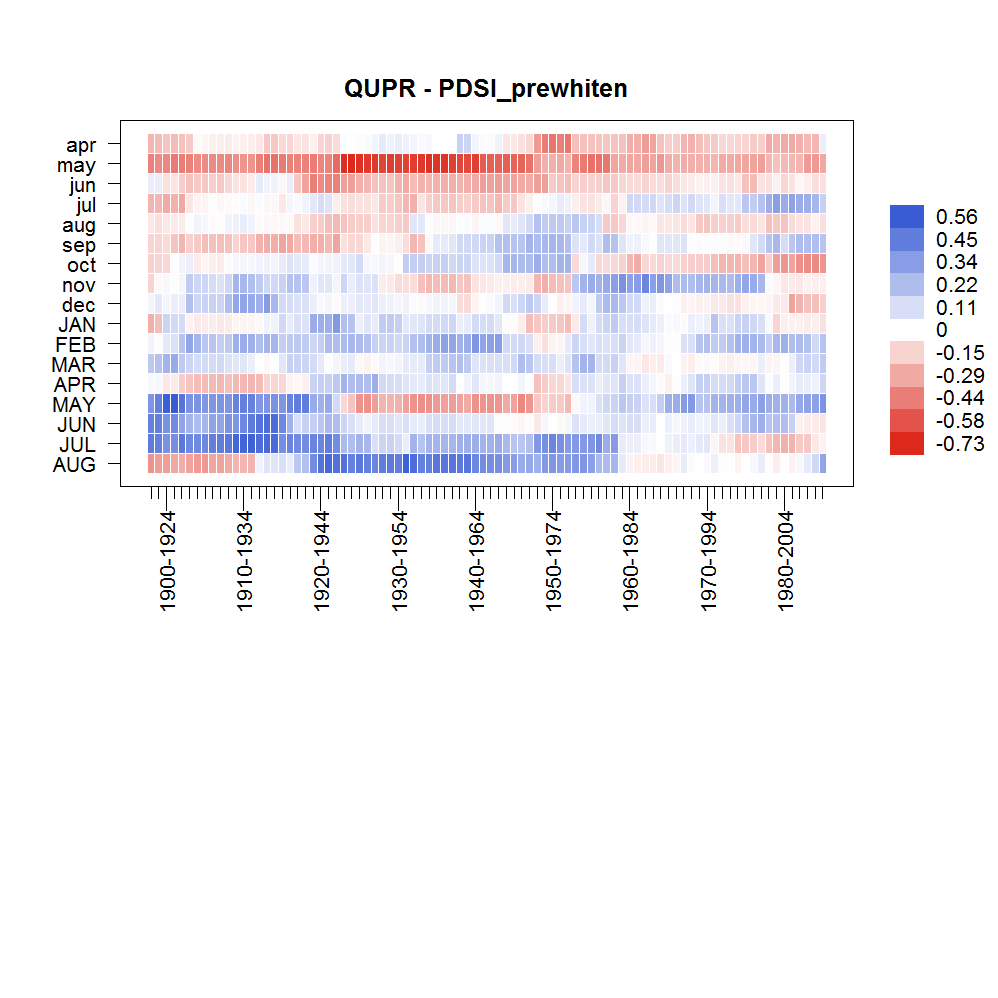 QUPR - PDSI_prewhiten
apr
may
jun
jul
aug
sep
oct
nov
dec
JAN
FEB
MAR
APR
MAY
JUN
JUL
AUG
1900-1924
1910-1934
1920-1944
1930-1954
1940-1964
1950-1974
1960-1984
1970-1994
1980-2004
0.56
0.45
0.34
0.22
0.11
0
-0.15
-0.29
-0.44
-0.58
-0.73